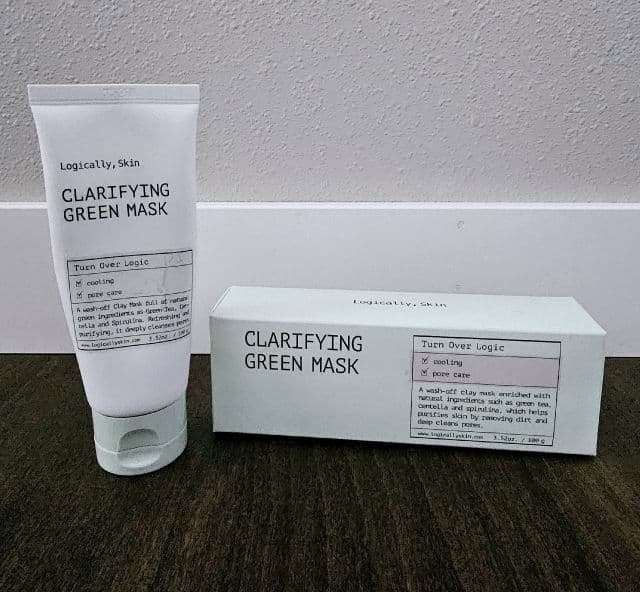 Logically, Skin
CLARIFYING
GREEN MASK
Turn Over Logic
cooling
pore care
A wash-off Clay Mask full of natural
green ingredients as Green Tea, Cen-
tella and Spirulina. Refreshing and
purifying, it deeply cleanses pores.
www.logicallyskin.com 3.52oz. / 100 g
Logically, Skin
CLARIFYING
GREEN MASK
Turn Over Logic
cooling
pore care
A wash-off clay mask enriched with
natural ingredients such as green tea,
centella and spirulina, which helps
purifies skin by removing dirt and
deep cleans pores.
www.logicallyskin.com 3.52oz. / 100 g